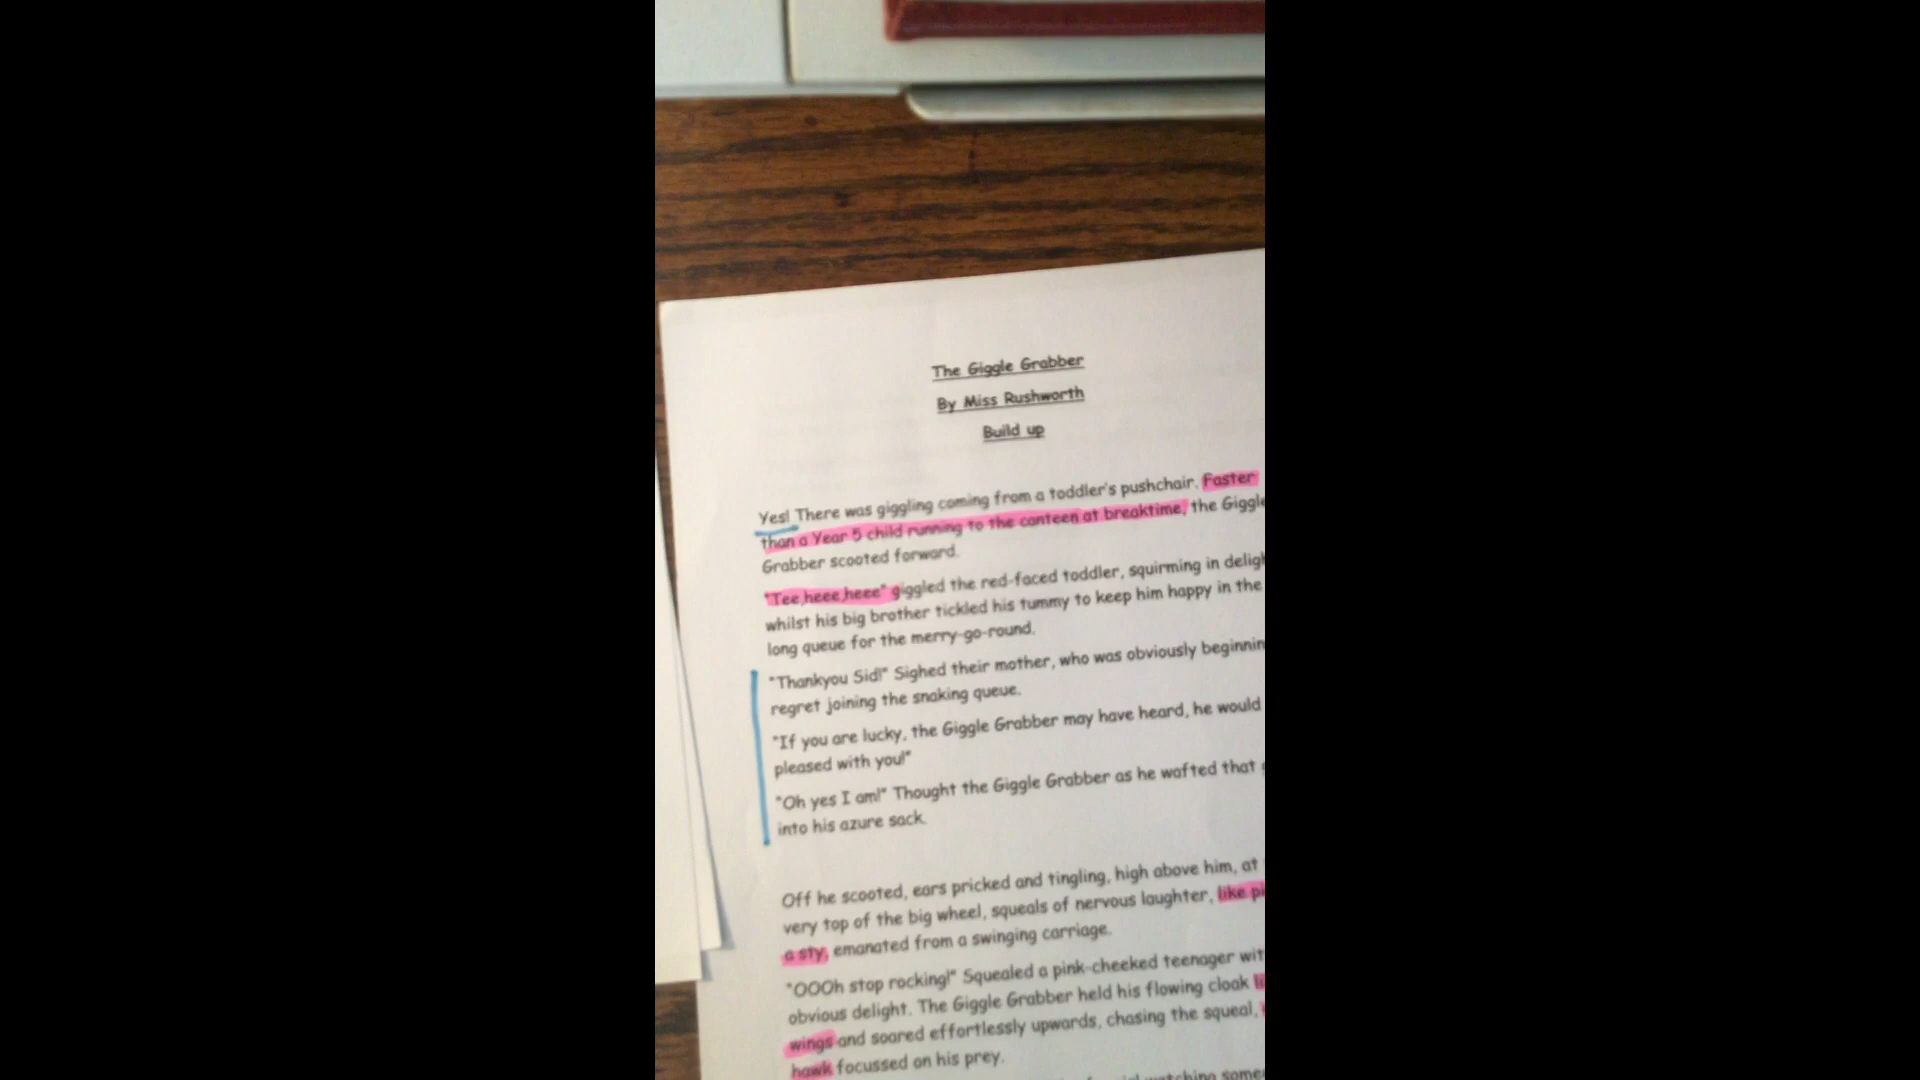 The Giggle Grabber
By Miss Rushworth
Build up
Yes! There was giggling coming from a toddler's pushchair. Faster
than a Year 5 child running to the canteen at breaktime, the Giggle
Grabber scooted forward.
"Tee,heee,heee" giggled the red-faced toddler, squirming in
whilst his big brother tickled his tummy to keep him happy in the
long queue for the merry-go-round.
"Thankyou Sid!" Sighed their mother, who was obviously
regret joining the snaking queue.
"If you are lucky, the Giggle Grabber may have heard, he would
pleased with you!"
"Oh yes I am!" Thought the Giggle Grabber as he wafted that
into his azure sack.
Off he scooted, ears pricked and tingling, high above him, at
very top of the big wheel, squeals of nervous laughter, like
a sty, emanated from a swinging carriage.
"OOOh stop rocking!" Squealed a pink-cheeked teenager
obvious delight. The Giggle Grabber held his flowing cloak
wings and soared effortlessly upwards, chasing the squeal,
hawk focussed on his prey.
watching